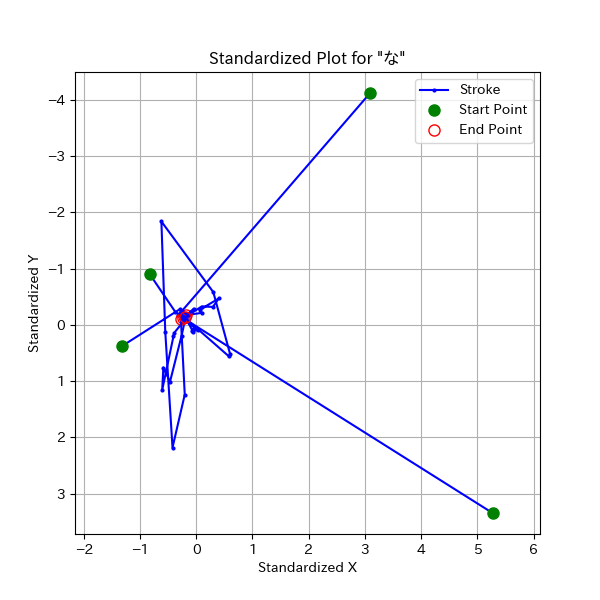 Standardized Plot for "な"
Stroke
Start Point
End Point
−4
−3
−2
−1
0
1
2
3
Standardized Y
−2 −1 0 1 2 3 4 5 6
Standardized X